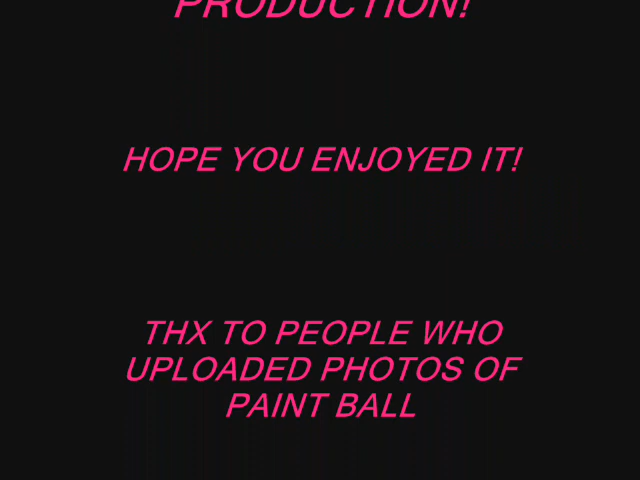 PRODUCTION!
HOPE YOU ENJOYED IT!
THX TO PEOPLE WHO
UPLOADED PHOTOS OF
PAINT BALL